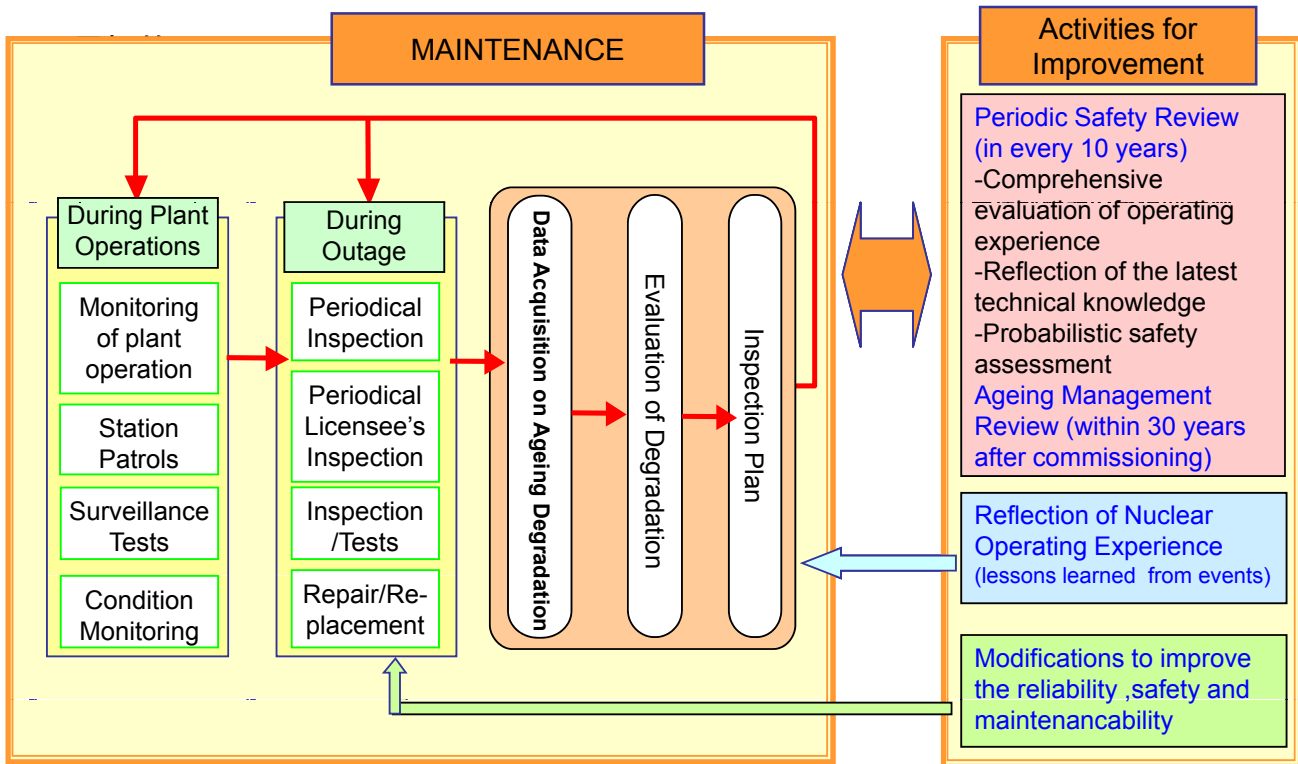 MAINTENANCE
During Plant
Operations
Monitoring
of plant
operation
Station
Patrols
Surveillance
Tests
Condition
Monitoring
During
Outage
Periodical
Inspection
Periodical
Licensee’s
Inspection
Inspection
/Tests
Repair/Re-
placement
Data Acquisition on Ageing Degradation
Evaluation of Degradation
Inspection Plan
Activities for
Improvement
Periodic Safety Review
(in every 10 years)
-Comprehensive
evaluation of operating
experience
-Reflection of the latest
technical knowledge
-Probabilistic safety
assessment
Ageing Management
Review (within 30 years
after commissioning)
Reflection of Nuclear
Operating Experience
(lessons learned from events)
Modifications to improve
the reliability ,safety and
maintenancability